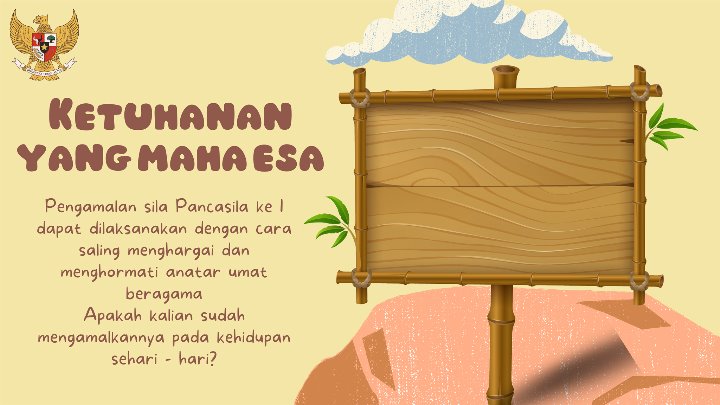 Ketuhanan
yang maha esa
Pengamalan sila Pancasila ke 1
dapat dilaksanakan dengan cara
saling menghargai dan
menghormati anatar umat
beragama
Apakah kalian sudah
mengamalkannya pada kehidupan
sehari - hari?